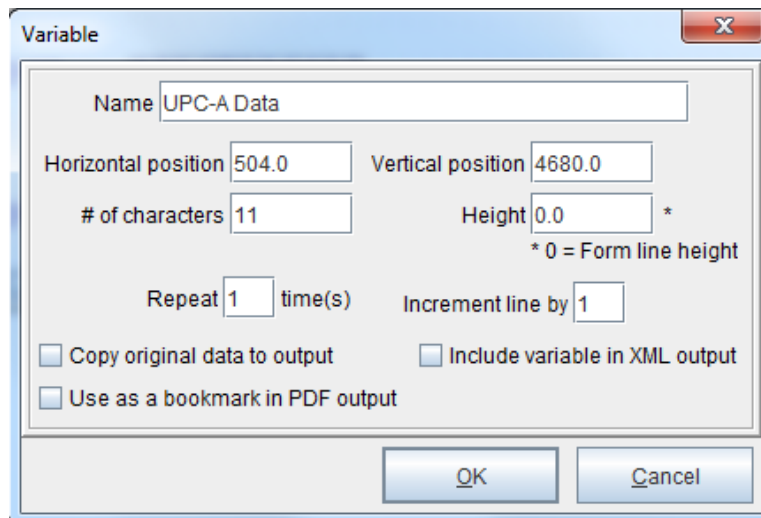 Variable
Name UPC-A Data
Horizontal position 504.0 Vertical position 4680.0
# of characters 11 Height 0.0 *
* 0 = Form line height
Repeat 1 time(s) Increment line by 1
Copy original data to output Include variable in XML output
Use as a bookmark in PDF output
OK Cancel